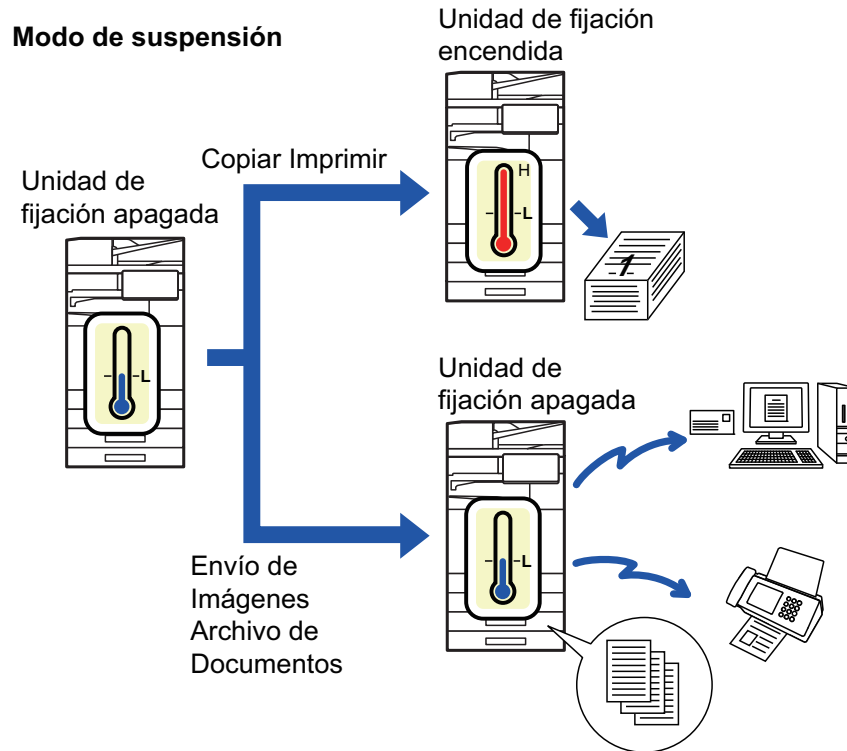 Modo de suspensión
Unidad de fijación
encendida
Copiar Imprimir
Unidad de
fijación apagada
H
L
1
L
Unidad de
fijación apagada
L
Envío de
Imágenes
Archivo de
Documentos